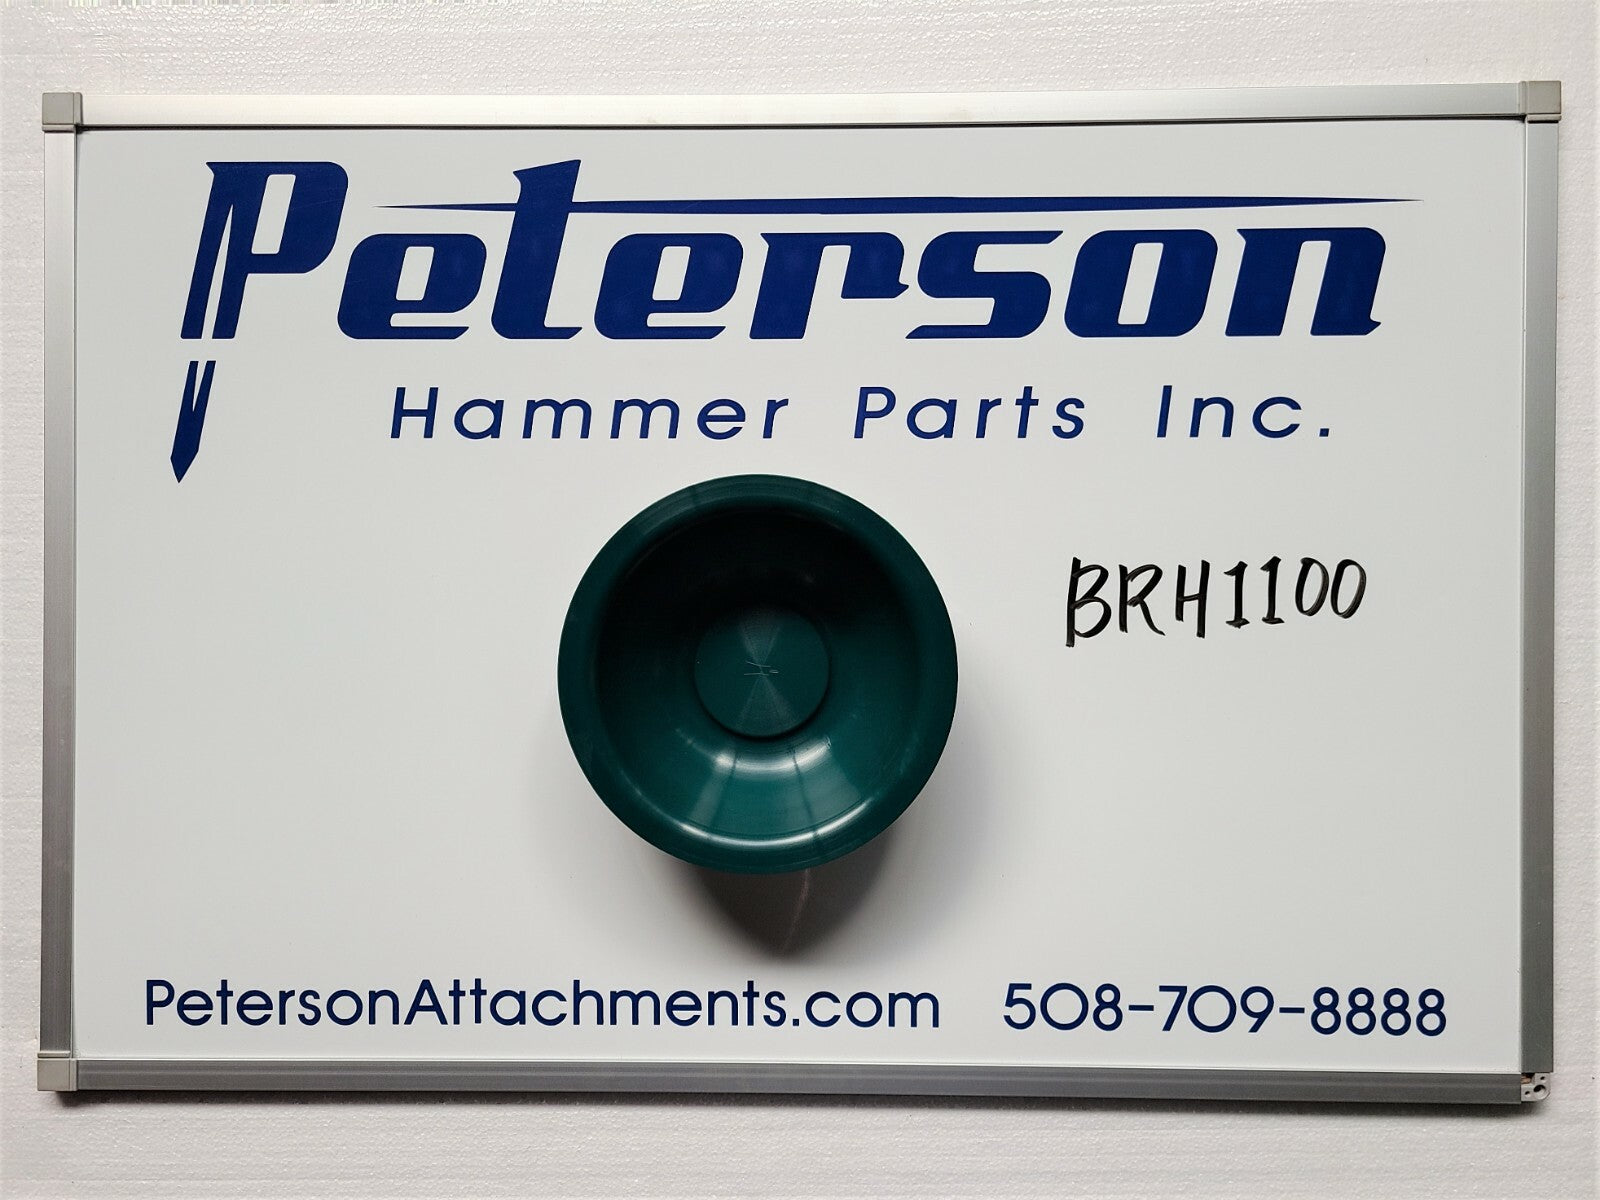 Peterson
Hammer Parts Inc.
BRH1100
PetersonAttachments.com 508-709-8888